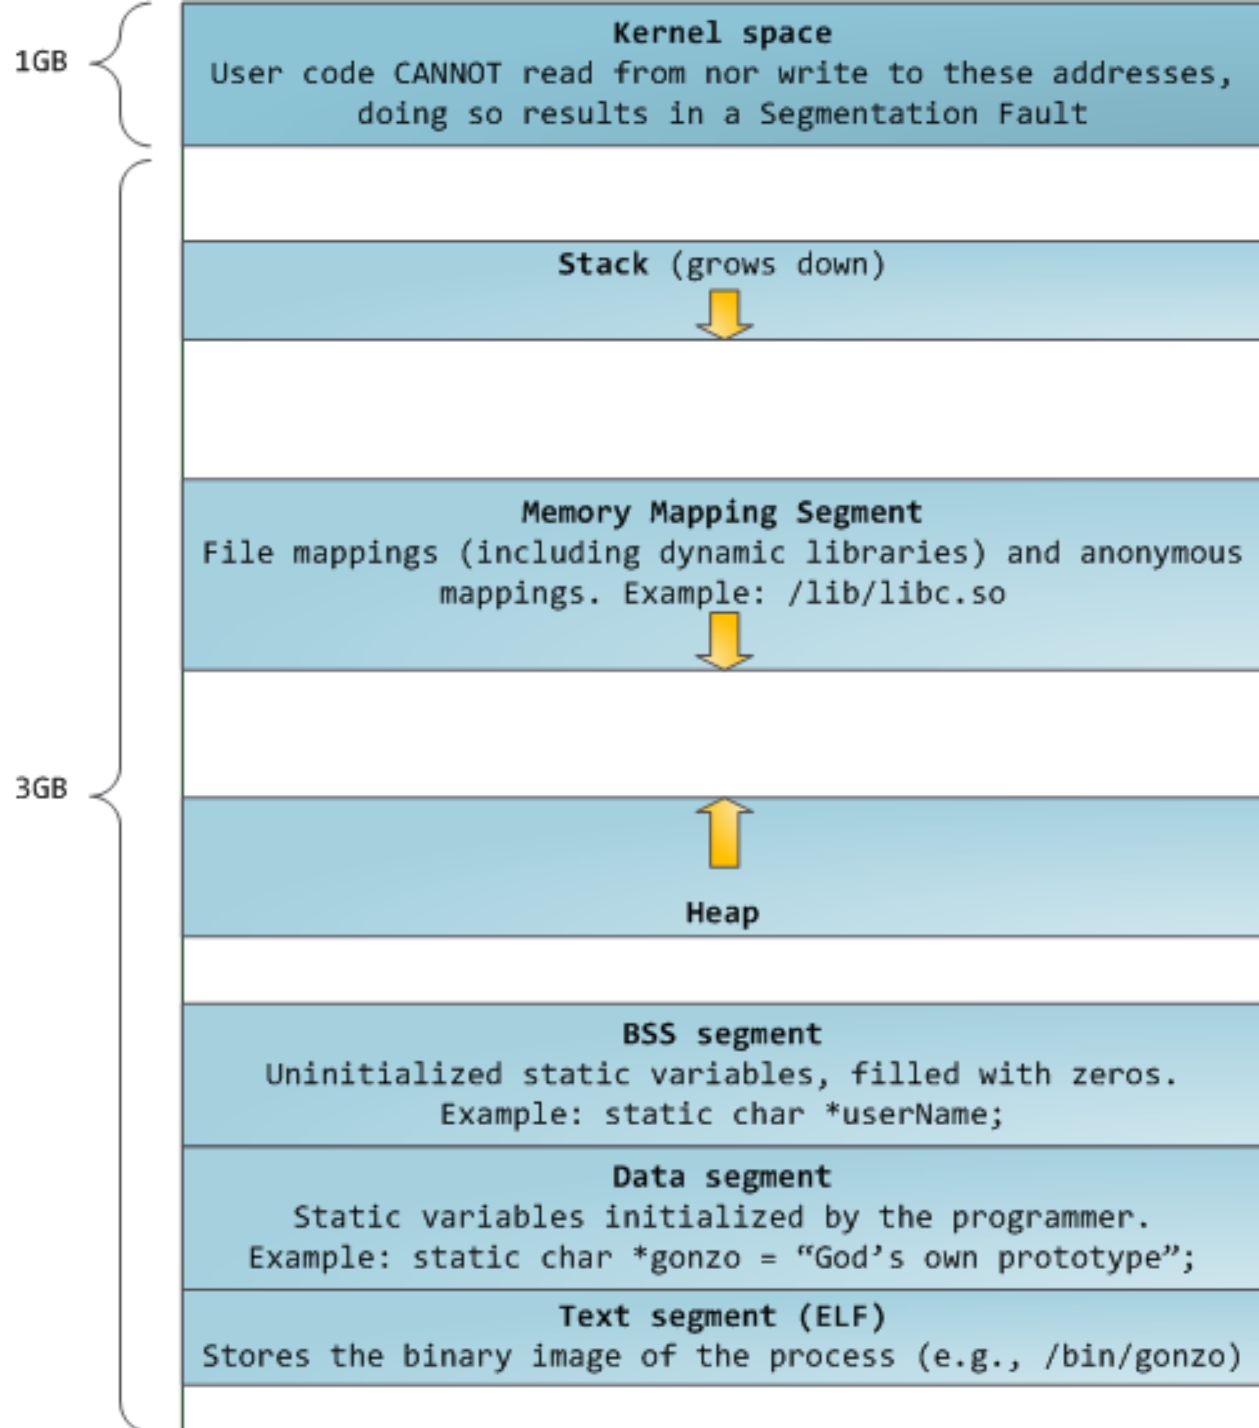 1GB
Kernel space
User code CANNOT read from nor write to these addresses,
doing so results in a Segmentation Fault
Stack (grows down)
Memory Mapping Segment
File mappings (including dynamic libraries) and anonymous
mappings. Example: /lib/libc.so
3GB
Heap
BSS segment
Uninitialized static variables, filled with zeros.
Example: static char *userName;
Data segment
Static variables initialized by the programmer.
Example: static char *gonzo = “God’s own prototype”;
Text segment (ELF)
Stores the binary image of the process (e.g., /bin/gonzo)